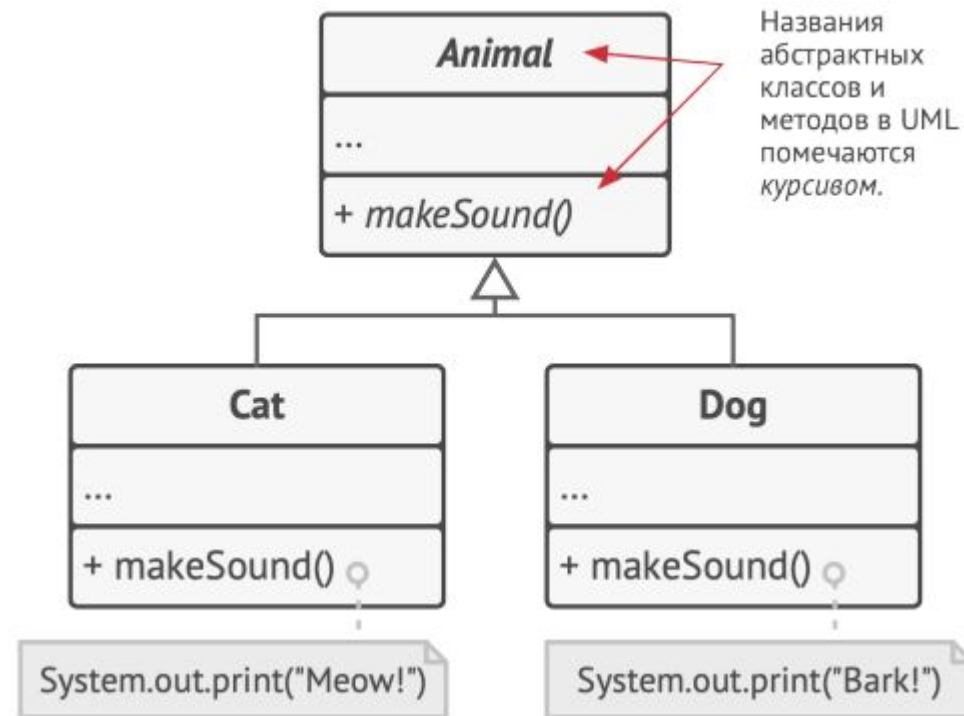 Animal
...
+ makeSound()
Названия
абстрактных
классов и
методов в UML
помечаются
курсивом.
Cat
...
+ makeSound()
System.out.print("Meow!")
Dog
...
+ makeSound()
System.out.print("Bark!")